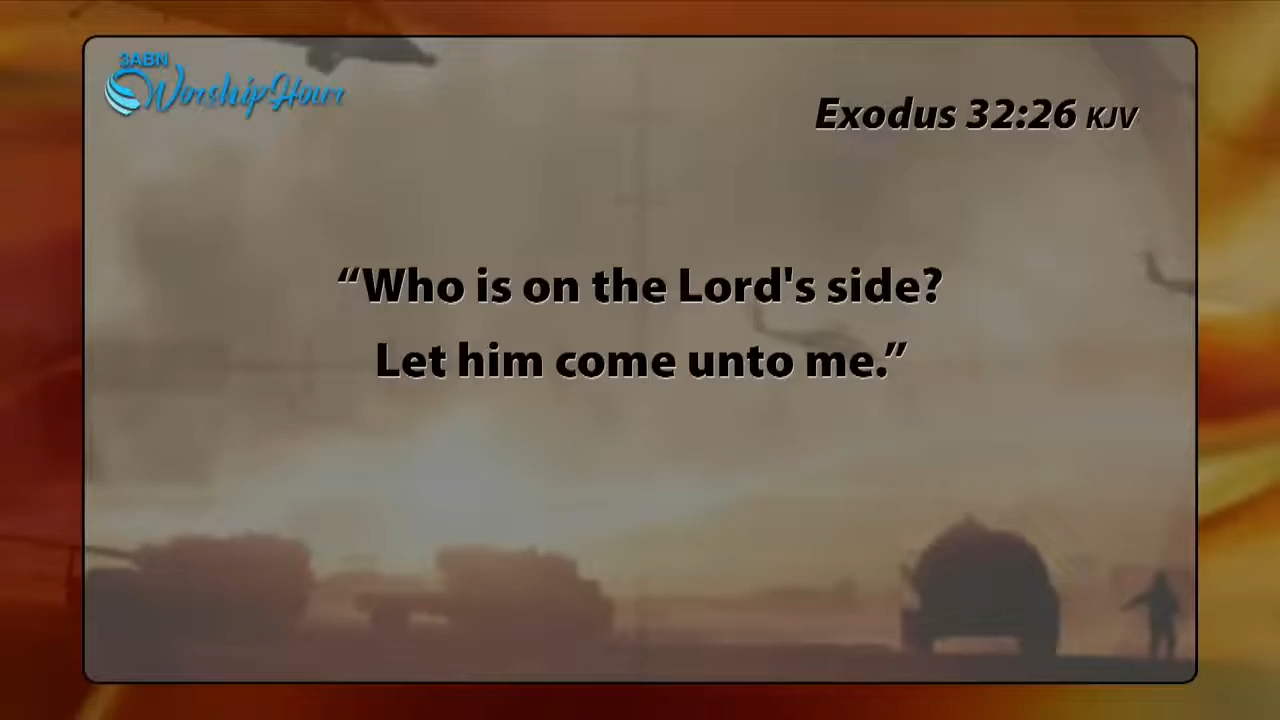 3ABN
Worship Hour
Exodus 32:26 KJV
“Who is on the Lord's side?
Let him come unto me.”